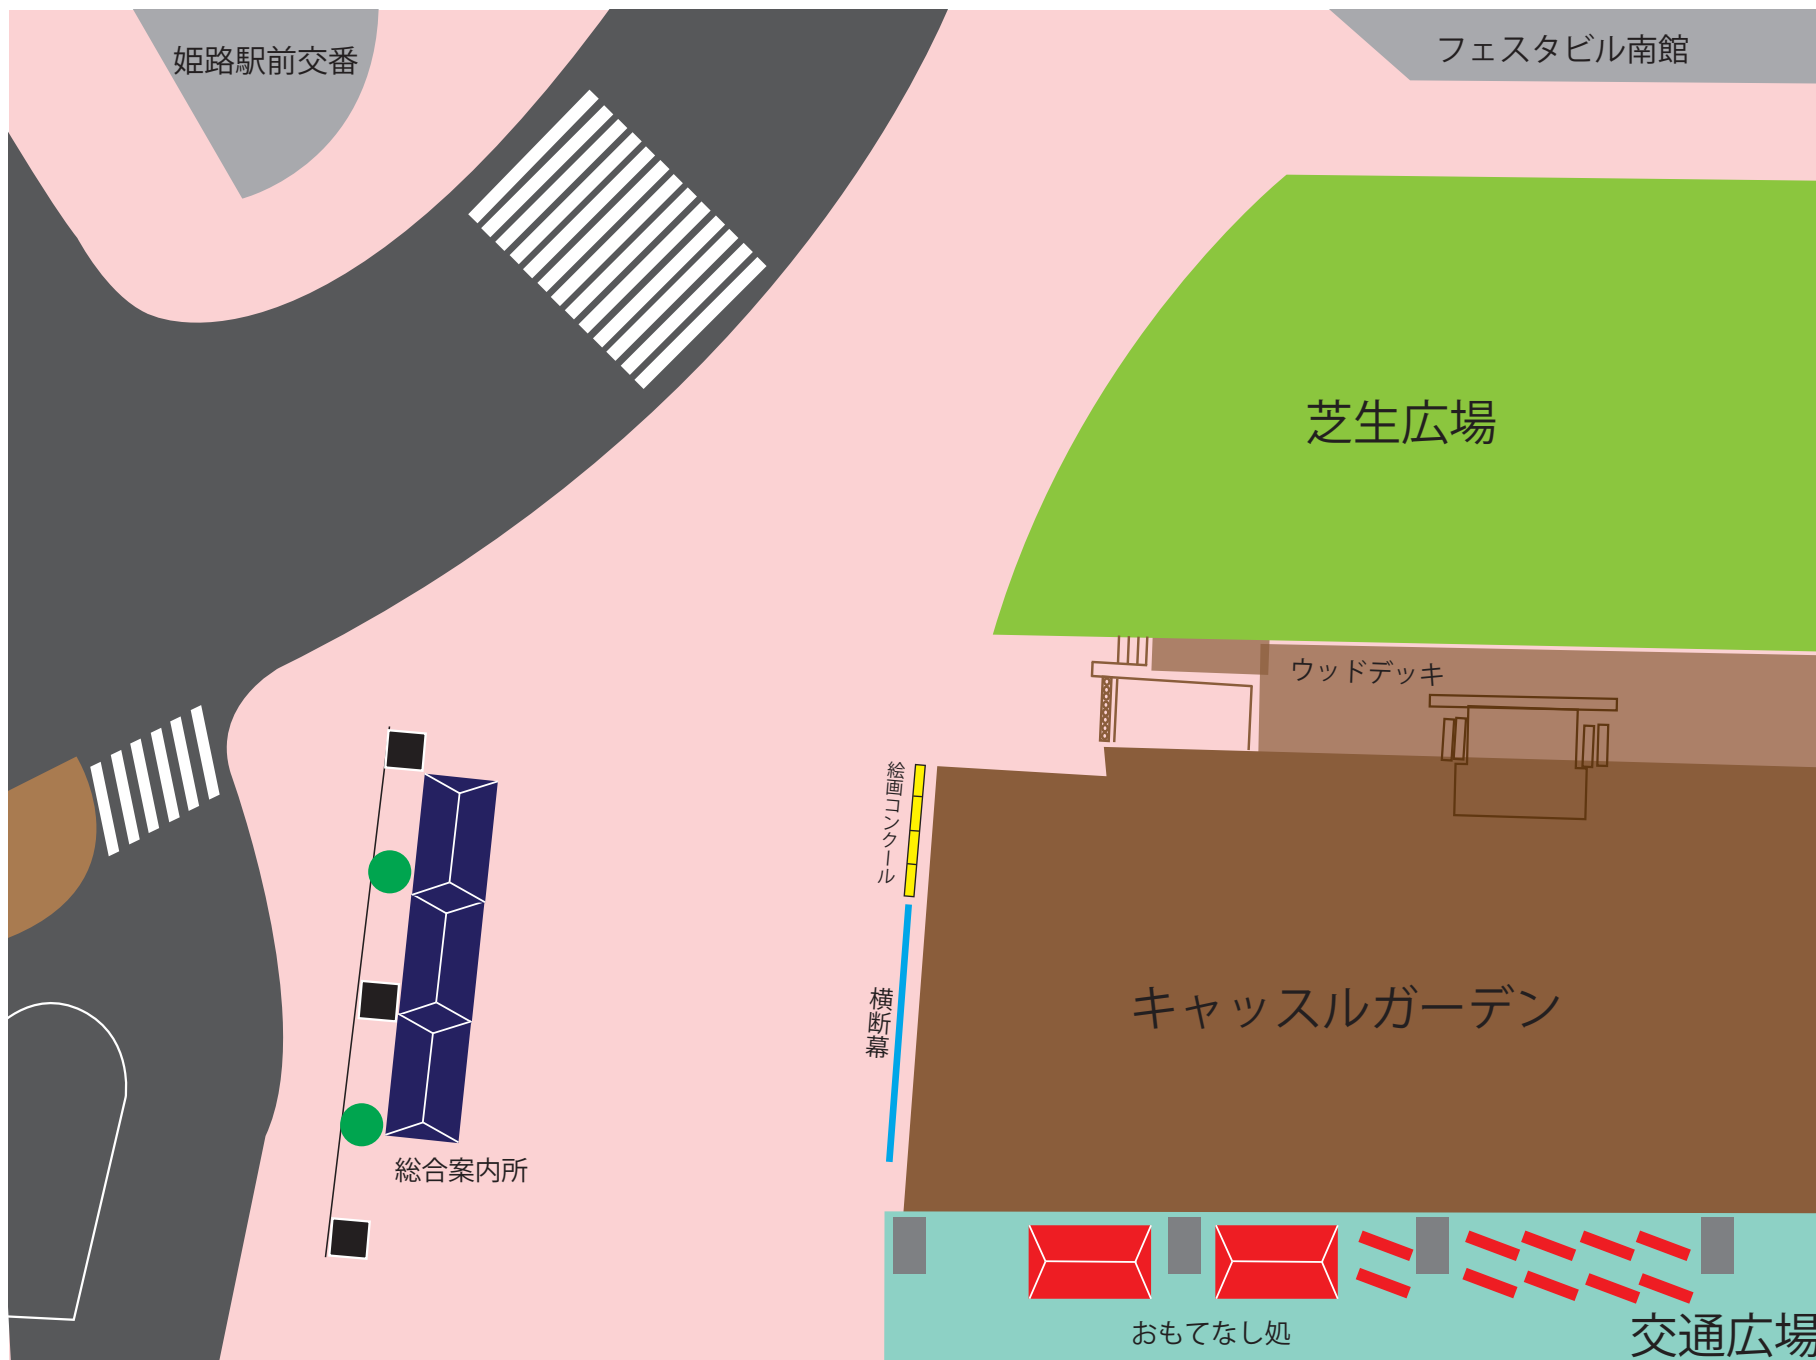 姫路駅前交番
フェスタビル南館
芝生広場
ウッドデッキ
絵画コンクール
横断幕
キャッスルガーデン
総合案内所
おもてなし処
交通広場